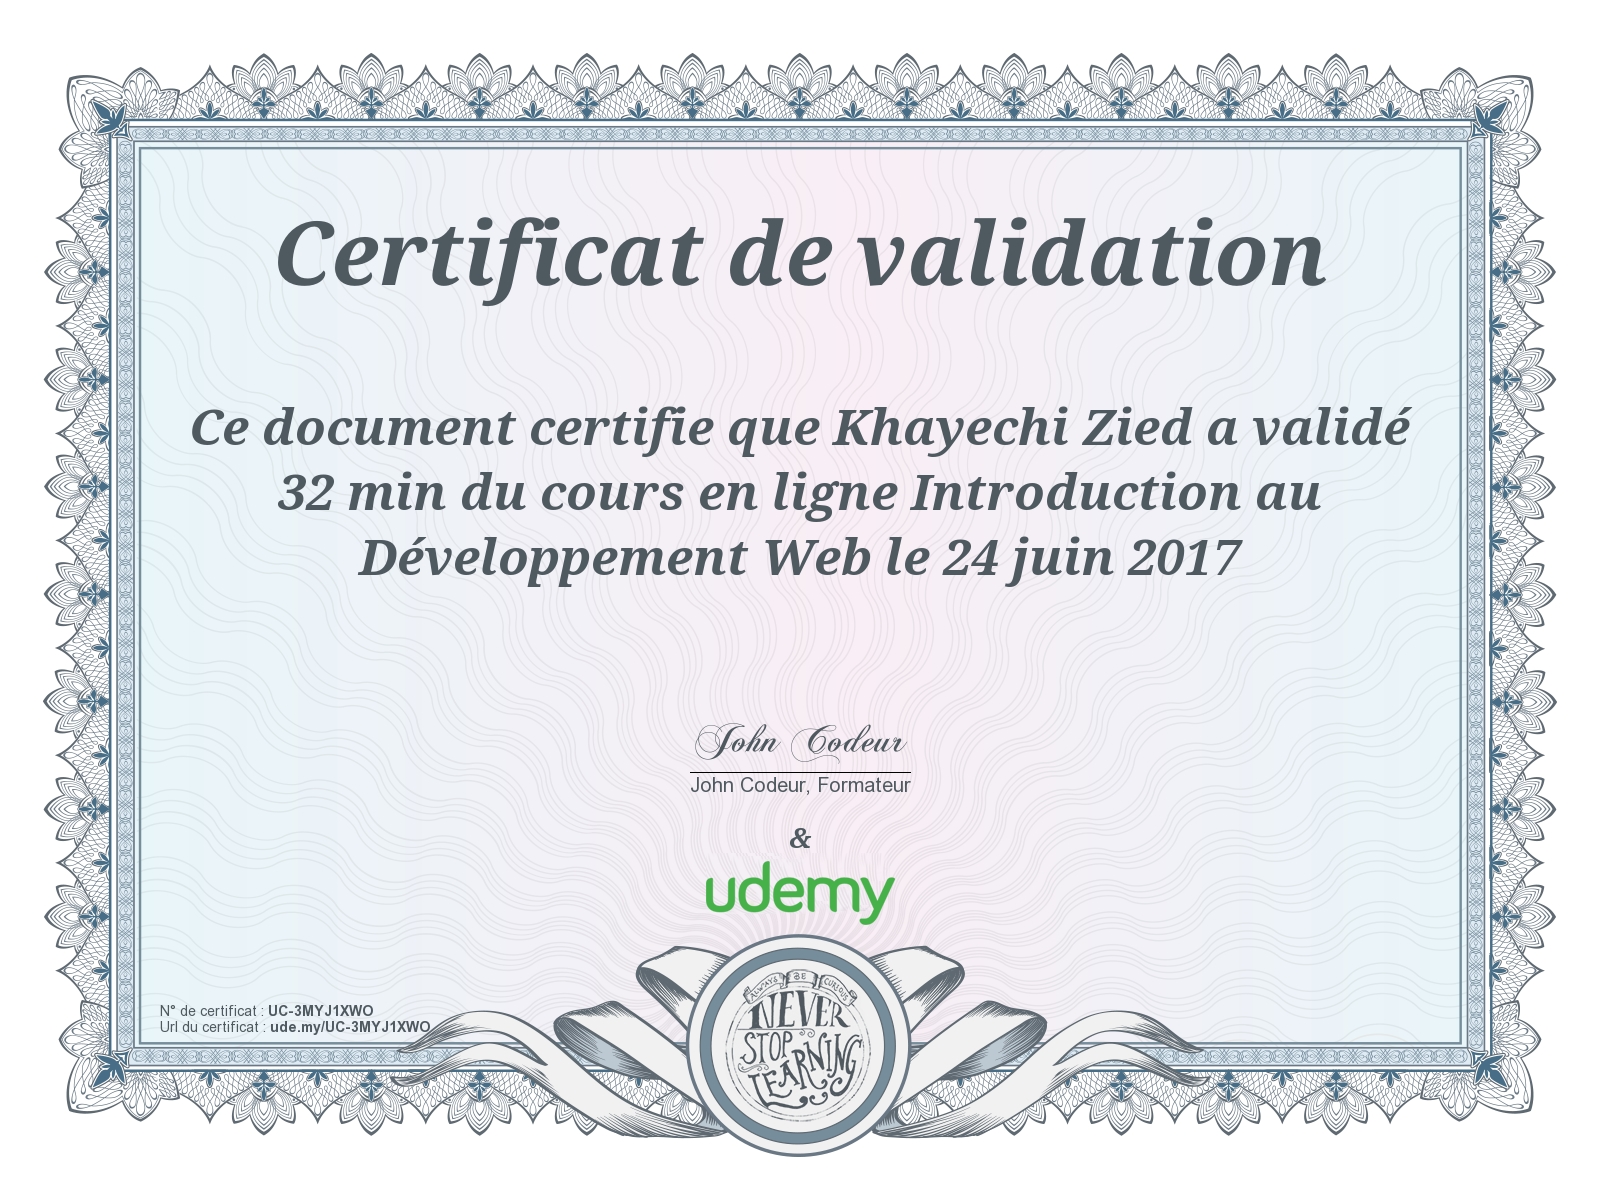 Certificat de validation
Ce document certifie que Khayechi Zied a validé
32 min du cours en ligne Introduction au
Développement Web le 24 juin 2017
John Codeur
John Codeur, Formateur
&
udemy
N° de certificat : UC-3MYJ1XWO
Url du certificat : ude.my/UC-3MYJ1XWO
ALWAYS BE CURIOUS
NEVER
STOP
LEARNING